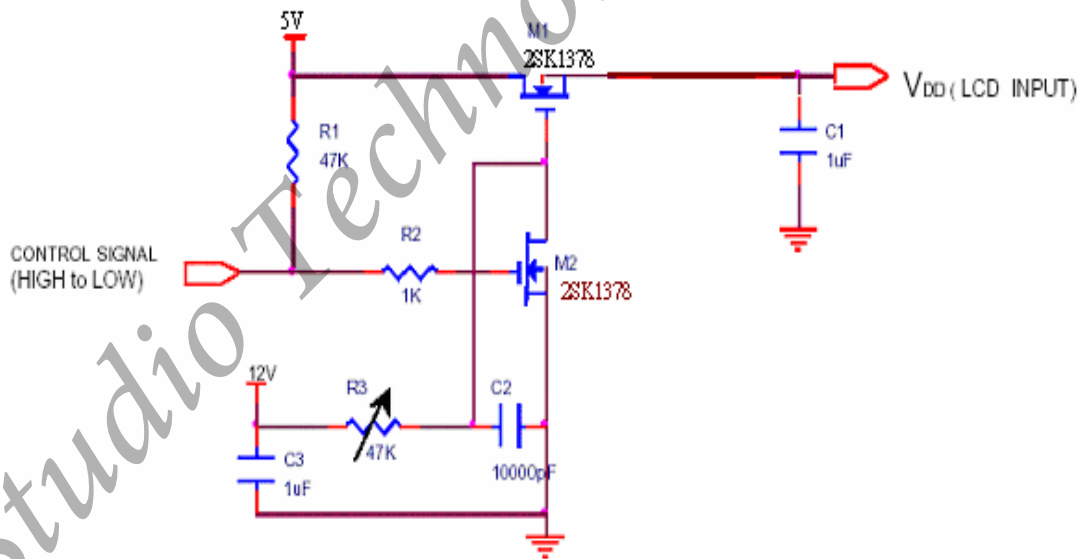 5V
M1
2SK1378
VDD ( LCD INPUT)
R1
47K
C1
1uF
R2
1K
CONTROL SIGNAL
(HIGH to LOW)
M2
2SK1378
12V
R3
47K
C2
10000pF
C3
1uF
studio Techno